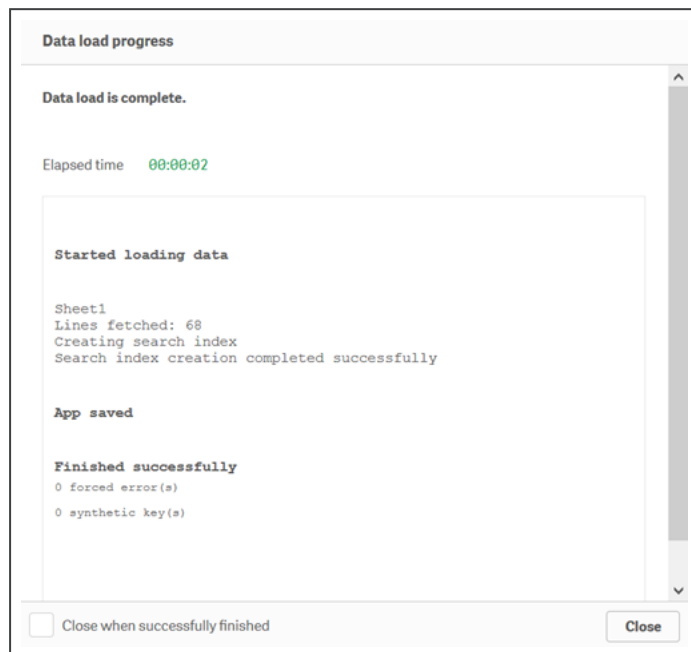 Data load progress
Data load is complete.
Elapsed time 00:00:02
Started loading data
Sheet1
Lines fetched: 68
Creating search index
Search index creation completed successfully
App saved
Finished successfully
0 forced error(s)
0 synthetic key(s)
Close when successfully finished
Close